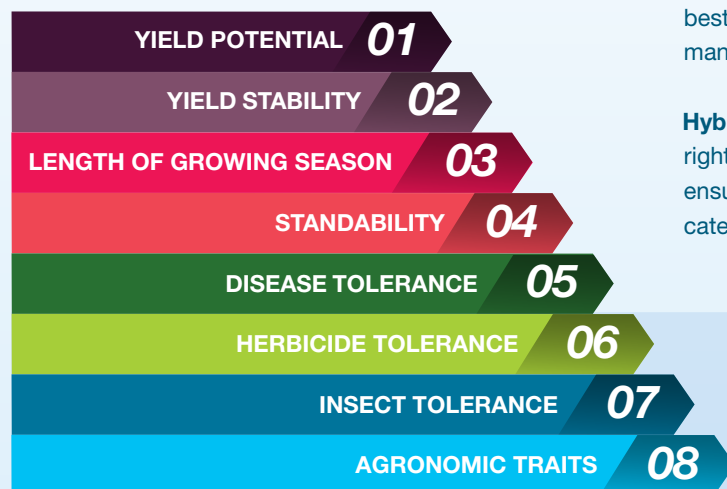 YIELD POTENTIAL 01
YIELD STABILITY 02
LENGTH OF GROWING SEASON 03
STANDABILITY 04
DISEASE TOLERANCE 05
HERBICIDE TOLERANCE 06
INSECT TOLERANCE 07
AGRONOMIC TRAITS 08
best
man
Hyb
right
ensu
cate